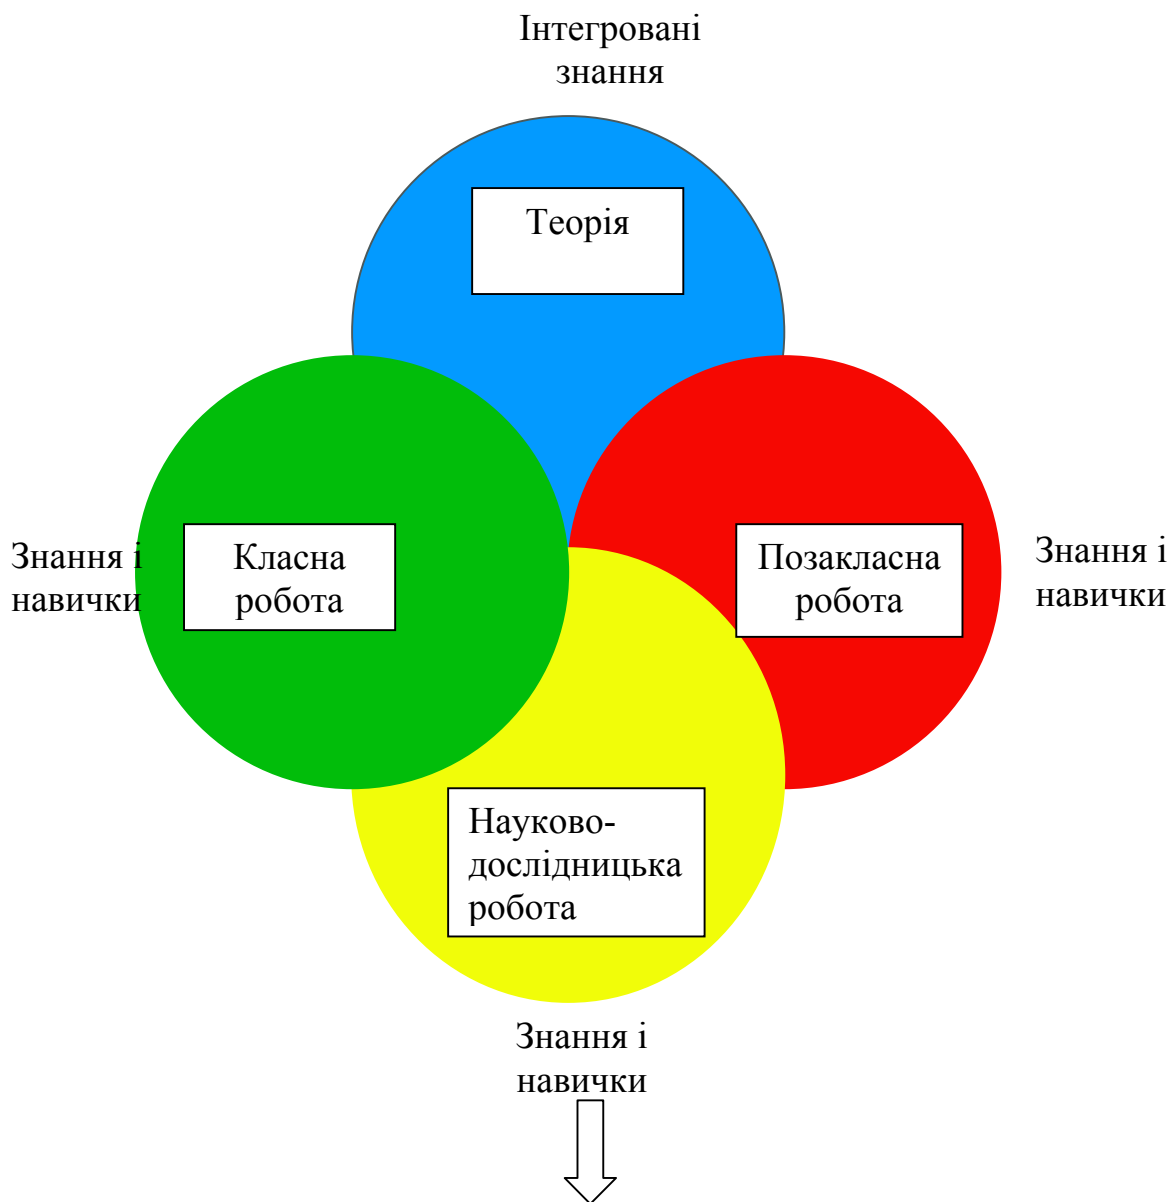 Інтегровані
знання
Теорія
Знання і
навички
Класна
робота
Позакласна
робота
Знання і
навички
Науково-
дослідницька
робота
Знання і
навички